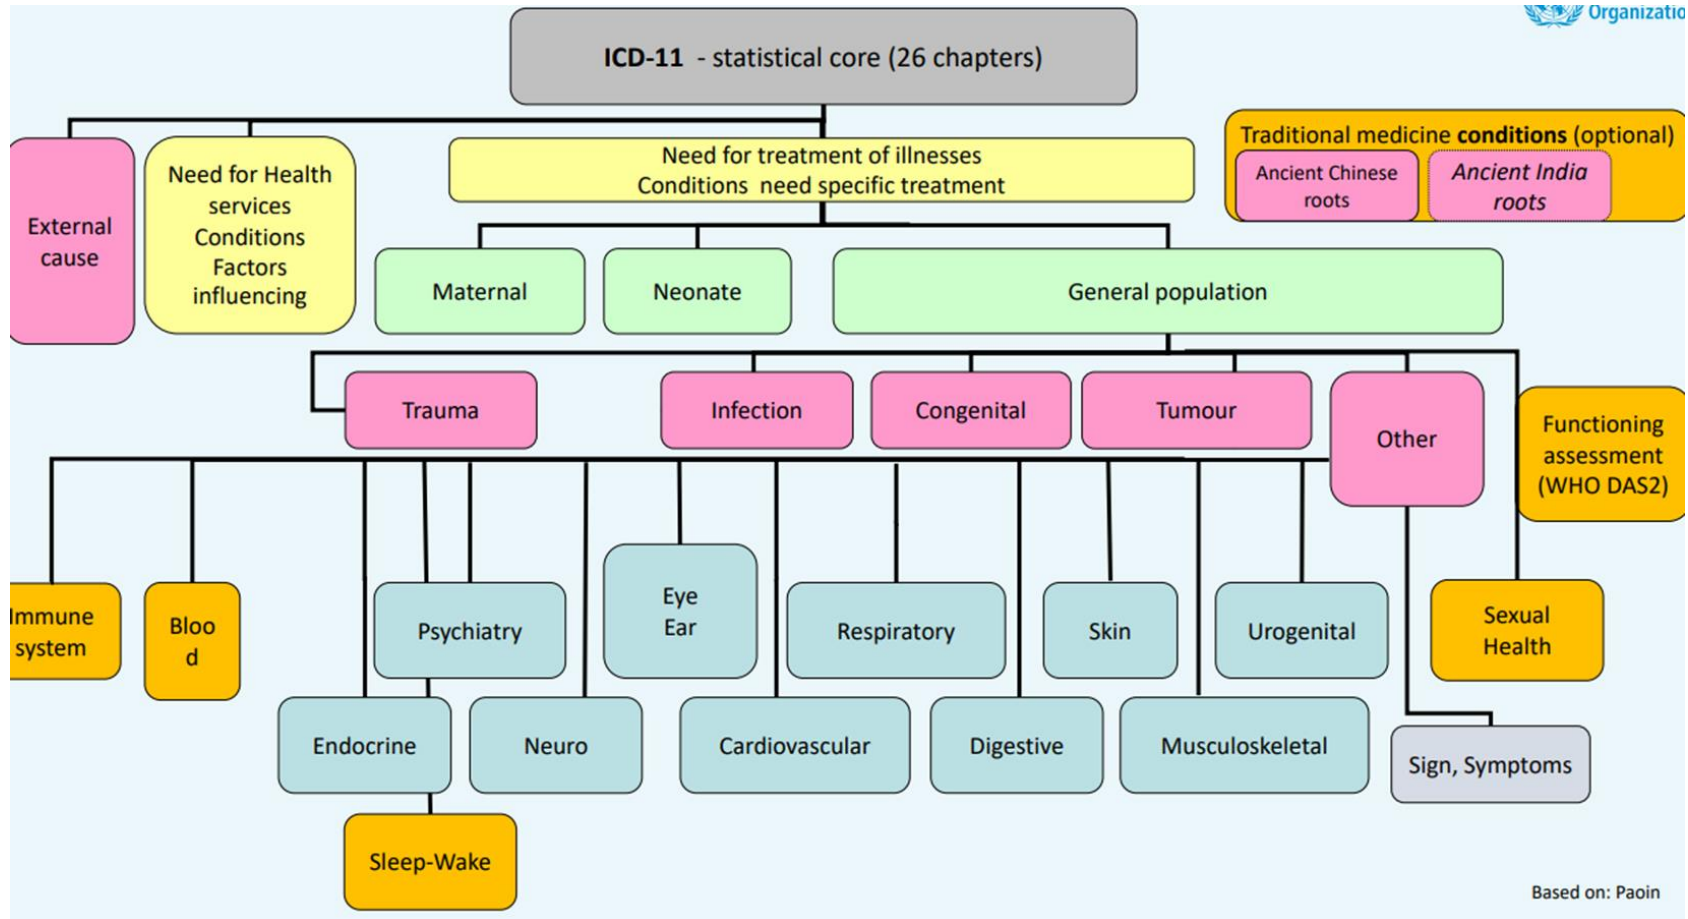 Organizatio
ICD-11 - statistical core (26 chapters)
External
cause
Need for Health
services
Conditions
Factors
influencing
Need for treatment of illnesses
Conditions need specific treatment
Traditional medicine conditions (optional)
Ancient Chinese
roots
Ancient India
roots
Maternal
Neonate
General population
Trauma
Infection
Congenital
Tumour
Other
Functioning
assessment
(WHO DAS2)
Immune
system
Bloo
d
Psychiatry
Eye
Ear
Respiratory
Skin
Urogenital
Sexual
Health
Endocrine
Neuro
Cardiovascular
Digestive
Musculoskeletal
Sign, Symptoms
Sleep-Wake
Based on: Paoin